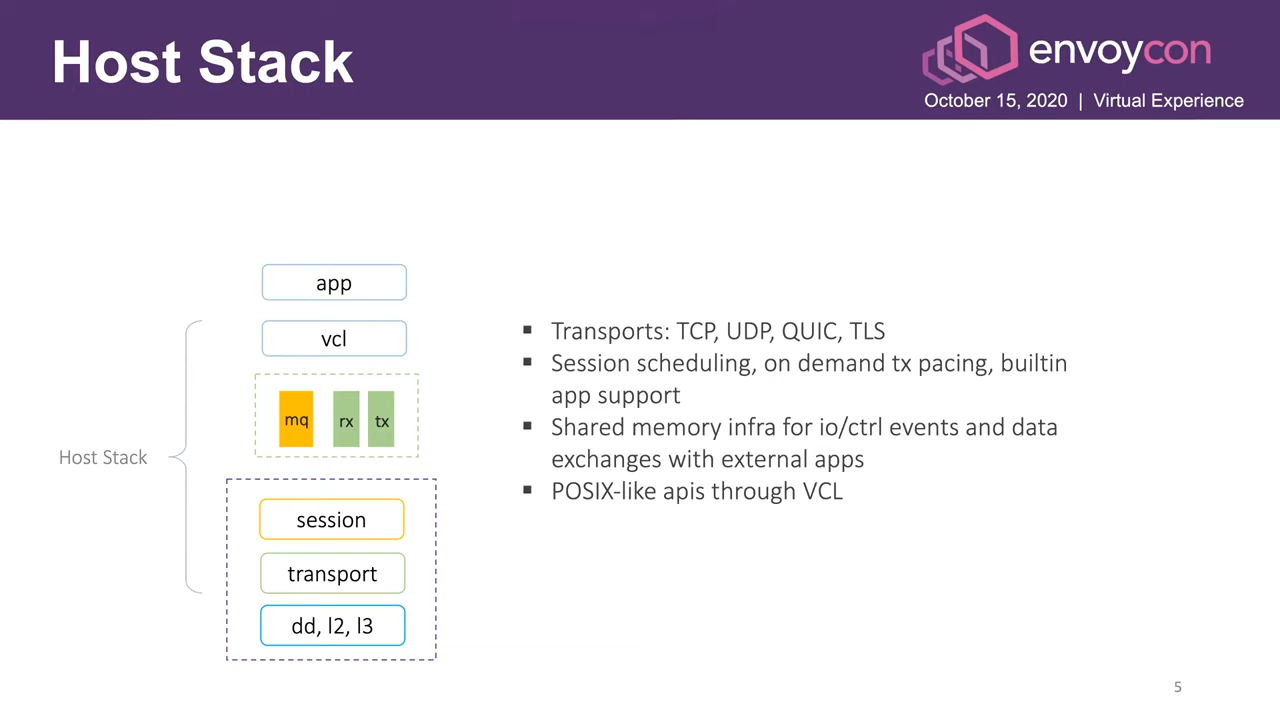 Host Stack
envoycon
October 15, 2020 | Virtual Experience
app
vcl
mq
rx
tx
Host Stack
session
transport
dd, l2, l3
▪ Transports: TCP, UDP, QUIC, TLS
▪ Session scheduling, on demand tx pacing, builtin
app support
▪ Shared memory infra for io/ctrl events and data
exchanges with external apps
▪ POSIX-like apis through VCL
5